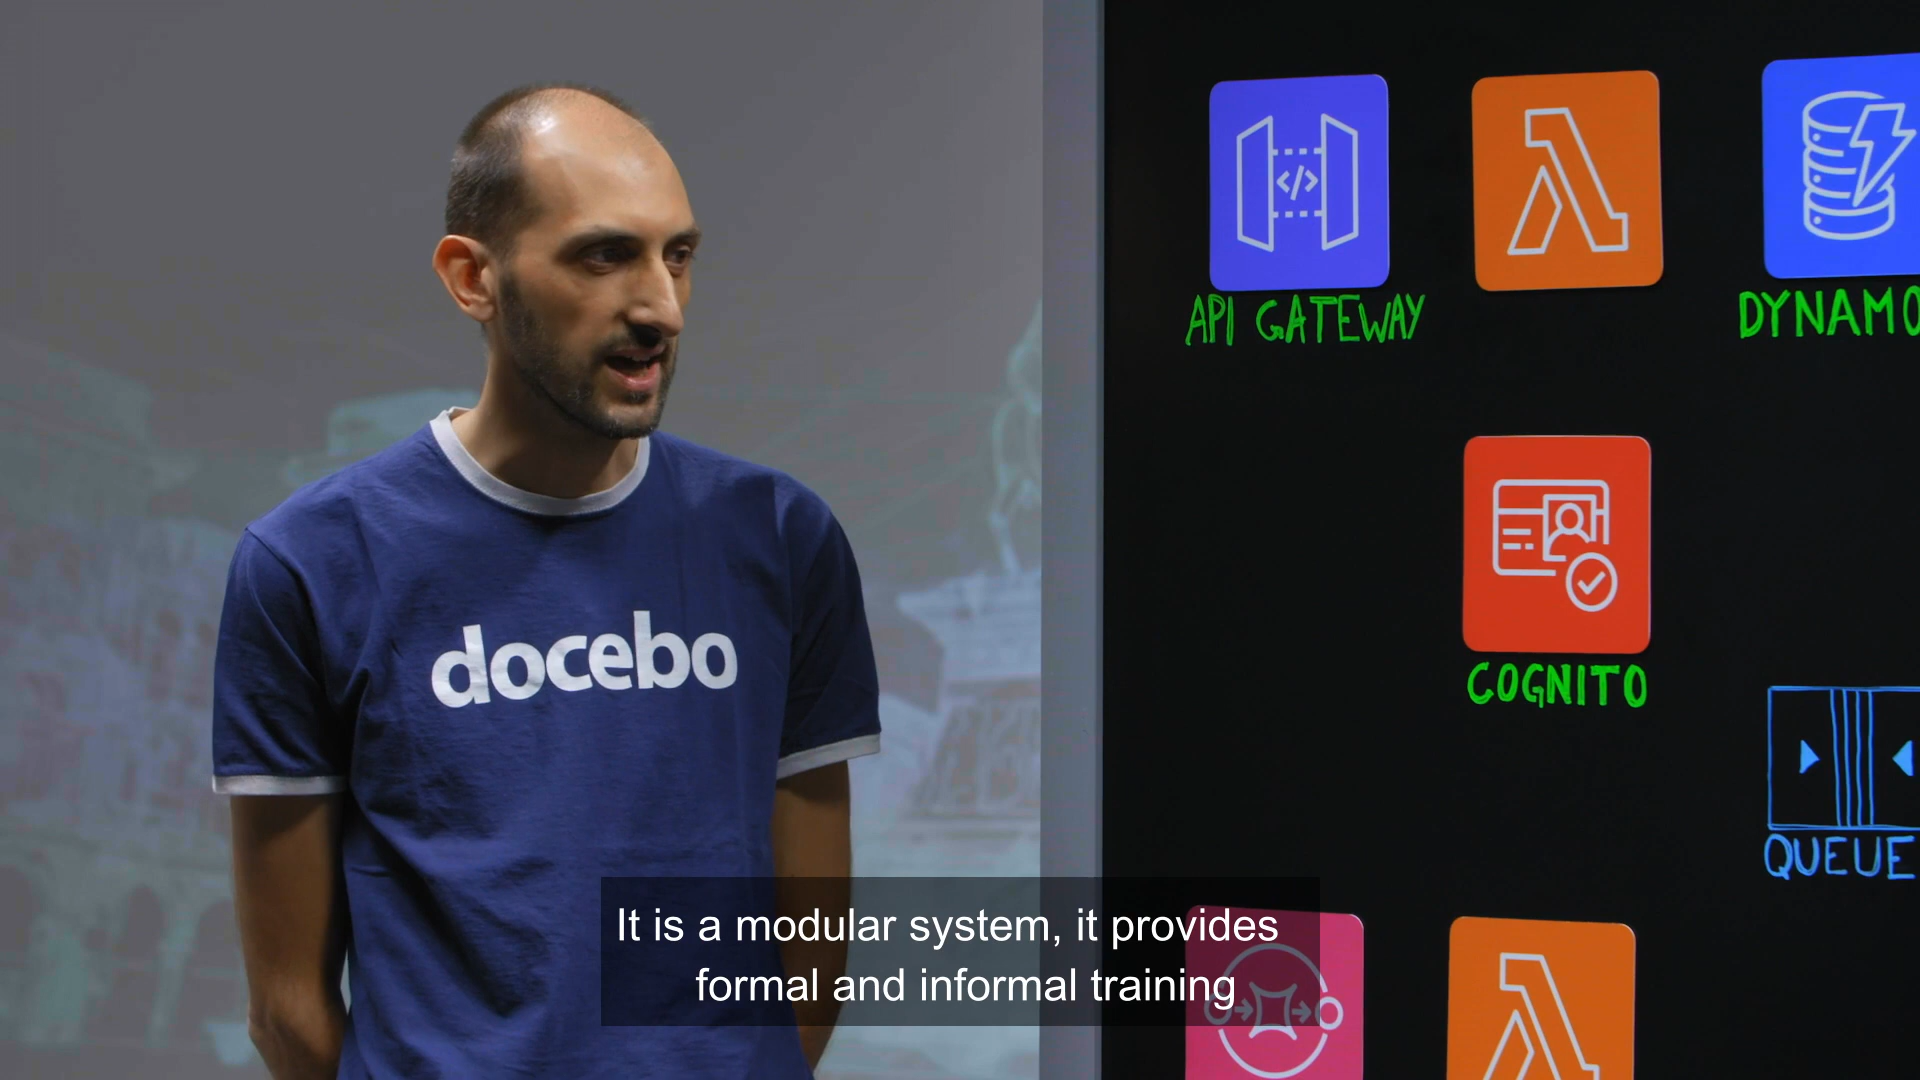 API GATEWAY
DYNAMO
COGNITO
docebo
QUEUE
It is a modular system, it provides
formal and informal training